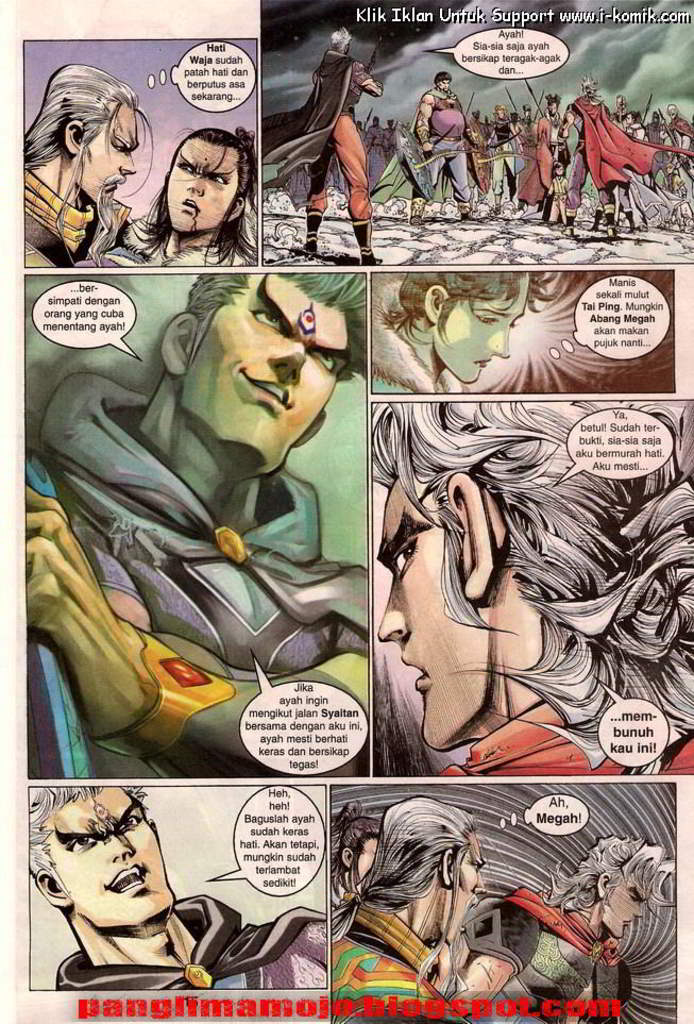 Klik Iklan Untuk Support www.i-komik.com
Hati
Waja sudah
patah hati dan
berputus asa
sekarang...
Ayah!
Sia-sia saja ayah
bersikap teragak-agak
dan...
...ber-
simpati dengan
orang yang cuba
menentang ayah!
Manis
sekali mulut
Tai Ping. Mungkin
Abang Megah
akan makan
pujuk nanti...
Ya,
betul! Sudah ter-
bukti, sia-sia saja
aku bermurah hati.
Aku mesti...
Jika
ayah ingin
mengikut jalan Syaitan
bersama dengan aku ini,
ayah mesti berhati
keras dan bersikap
tegas!
...mem-
bunuh
kau ini!
Heh,
heh!
Baguslah ayah
sudah keras
hati. Akan tetapi,
mungkin sudah
terlambat
sedikit!
Ah,
Megah!
panglimamojo.blogspot.com